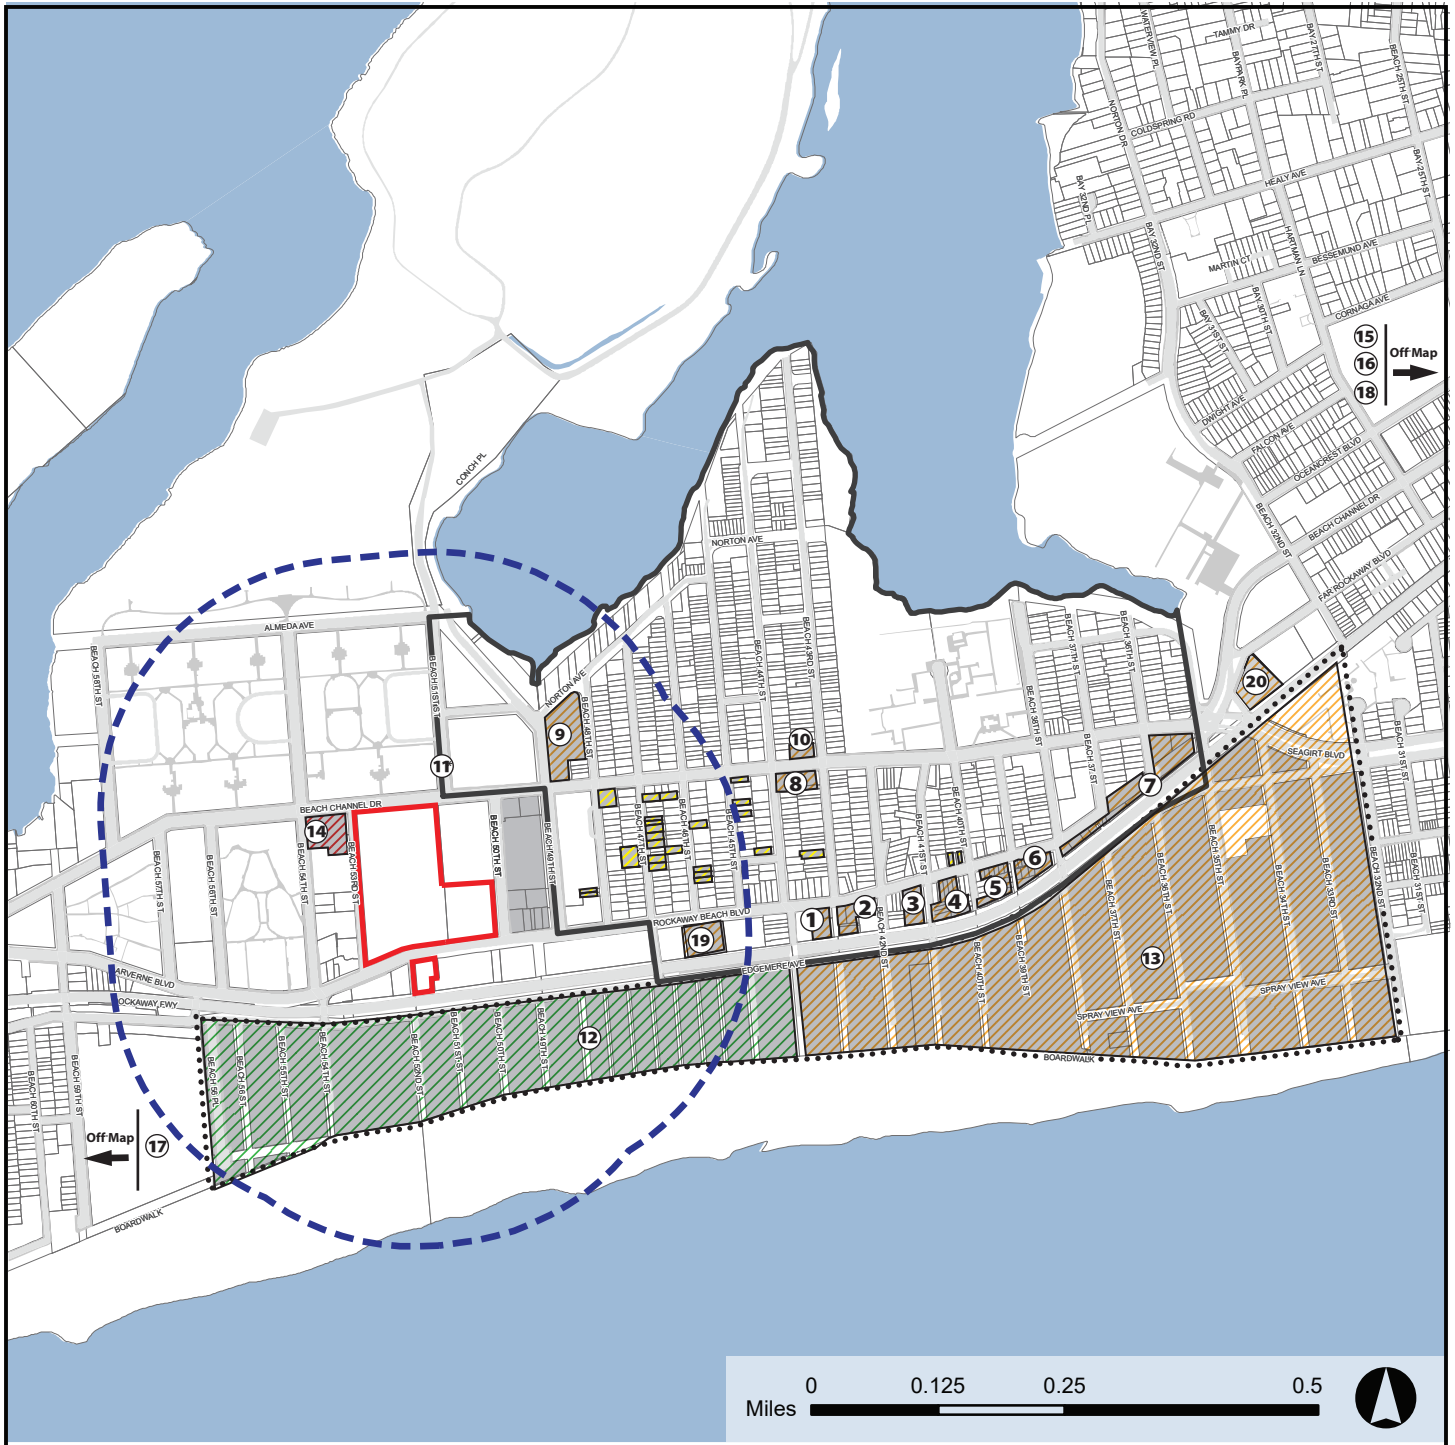 WATERVIEW PL
TAMMY DR
BAY 27TH ST
BEACH 25TH ST
BAYPARK PL
NORTON DR
COLDSPRING RD
BAY 32ND PL
HEALY AVE
BAY 25TH ST
BAY 32ND ST
HARTMAN LN
BESSEMUND AVE
MARTIN CT
BAY 30TH ST
CORNAGA AVE
BAY 31ST ST
15
16
18
Off Map
DWIGHT AVE
FALCON AVE
OCEANCREST BLVD
BEACH CHANNEL DR
BEACH 32ND ST
FAR ROCKAWAY BLVD
CONCH PL
NORTON AVE
ALMEDA AVE
BEACH 58TH ST
BEACH 51ST ST
NORTON AVE
BEACH 48TH ST
BEACH 44TH ST
BEACH 43RD ST
BEACH 38TH ST
BEACH 37TH ST
BEACH 36TH ST
20
9
10
11
8
7
BEACH 37 ST
SEAGIRT BLVD
BEACH 31ST ST
BEACH CHANNEL DR
14
BEACH 57TH ST
BEACH 56TH ST
BEACH 54TH ST
BEACH 53RD ST
BEACH 50TH ST
BEACH 49TH ST
BEACH 47TH ST
BEACH 46TH ST
BEACH 45TH ST
BEACH 41ST ST
BEACH 40TH ST
6
5
4
3
2
1
19
ROCKAWAY BEACH BLVD
BEACH 42ND ST
EDGEMERE AVE
BEACH 40TH ST
BEACH 39TH ST
BEACH 37TH ST
BEACH 36TH ST
BEACH 35TH ST
BEACH 34TH ST
BEACH 33RD ST
BEACH 32ND ST
BEACH 31ST ST
13
SPRAY VIEW AVE
SPRAY VIEW AVE
BOARDWALK
ARVERNE BLVD
OCKAWAY FWY
12
BEACH 60TH ST
BEACH 59TH ST
BEACH 56 PL
BEACH 56 ST
BEACH 55TH ST
BEACH 54TH ST
BEACH 52ND ST
BEACH 51 ST ST
BEACH 50TH ST
BEACH 49TH ST
Off Map
17
BOARDWALK
0
0.125
0.25
0.5
Miles